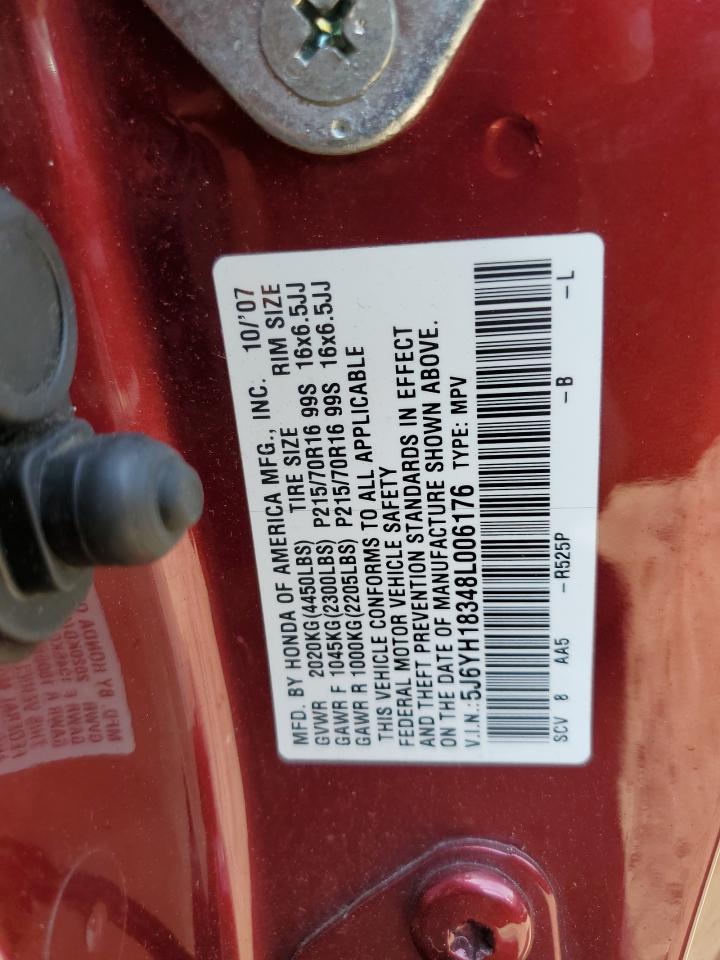 MFD. BY HONDA OF AMERICA MFG., INC. 10/'07
GVWR 2020KG(4450LBS) TIRE SIZE RIM SIZE
GAWR F 1045KG(2300LBS) P215/70R16 99S 16x6.5JJ
GAWR R 1000KG(2205LBS) P215/70R16 99S 16x6.5JJ
THIS VEHICLE CONFORMS TO ALL APPLICABLE
FEDERAL MOTOR VEHICLE SAFETY
AND THEFT PREVENTION STANDARDS IN EFFECT
ON THE DATE OF MANUFACTURE SHOWN ABOVE.
V.I.N.: 5J6YH18348L006176 TYPE: MPV
SCV 8 AA5 -R525P -B -L